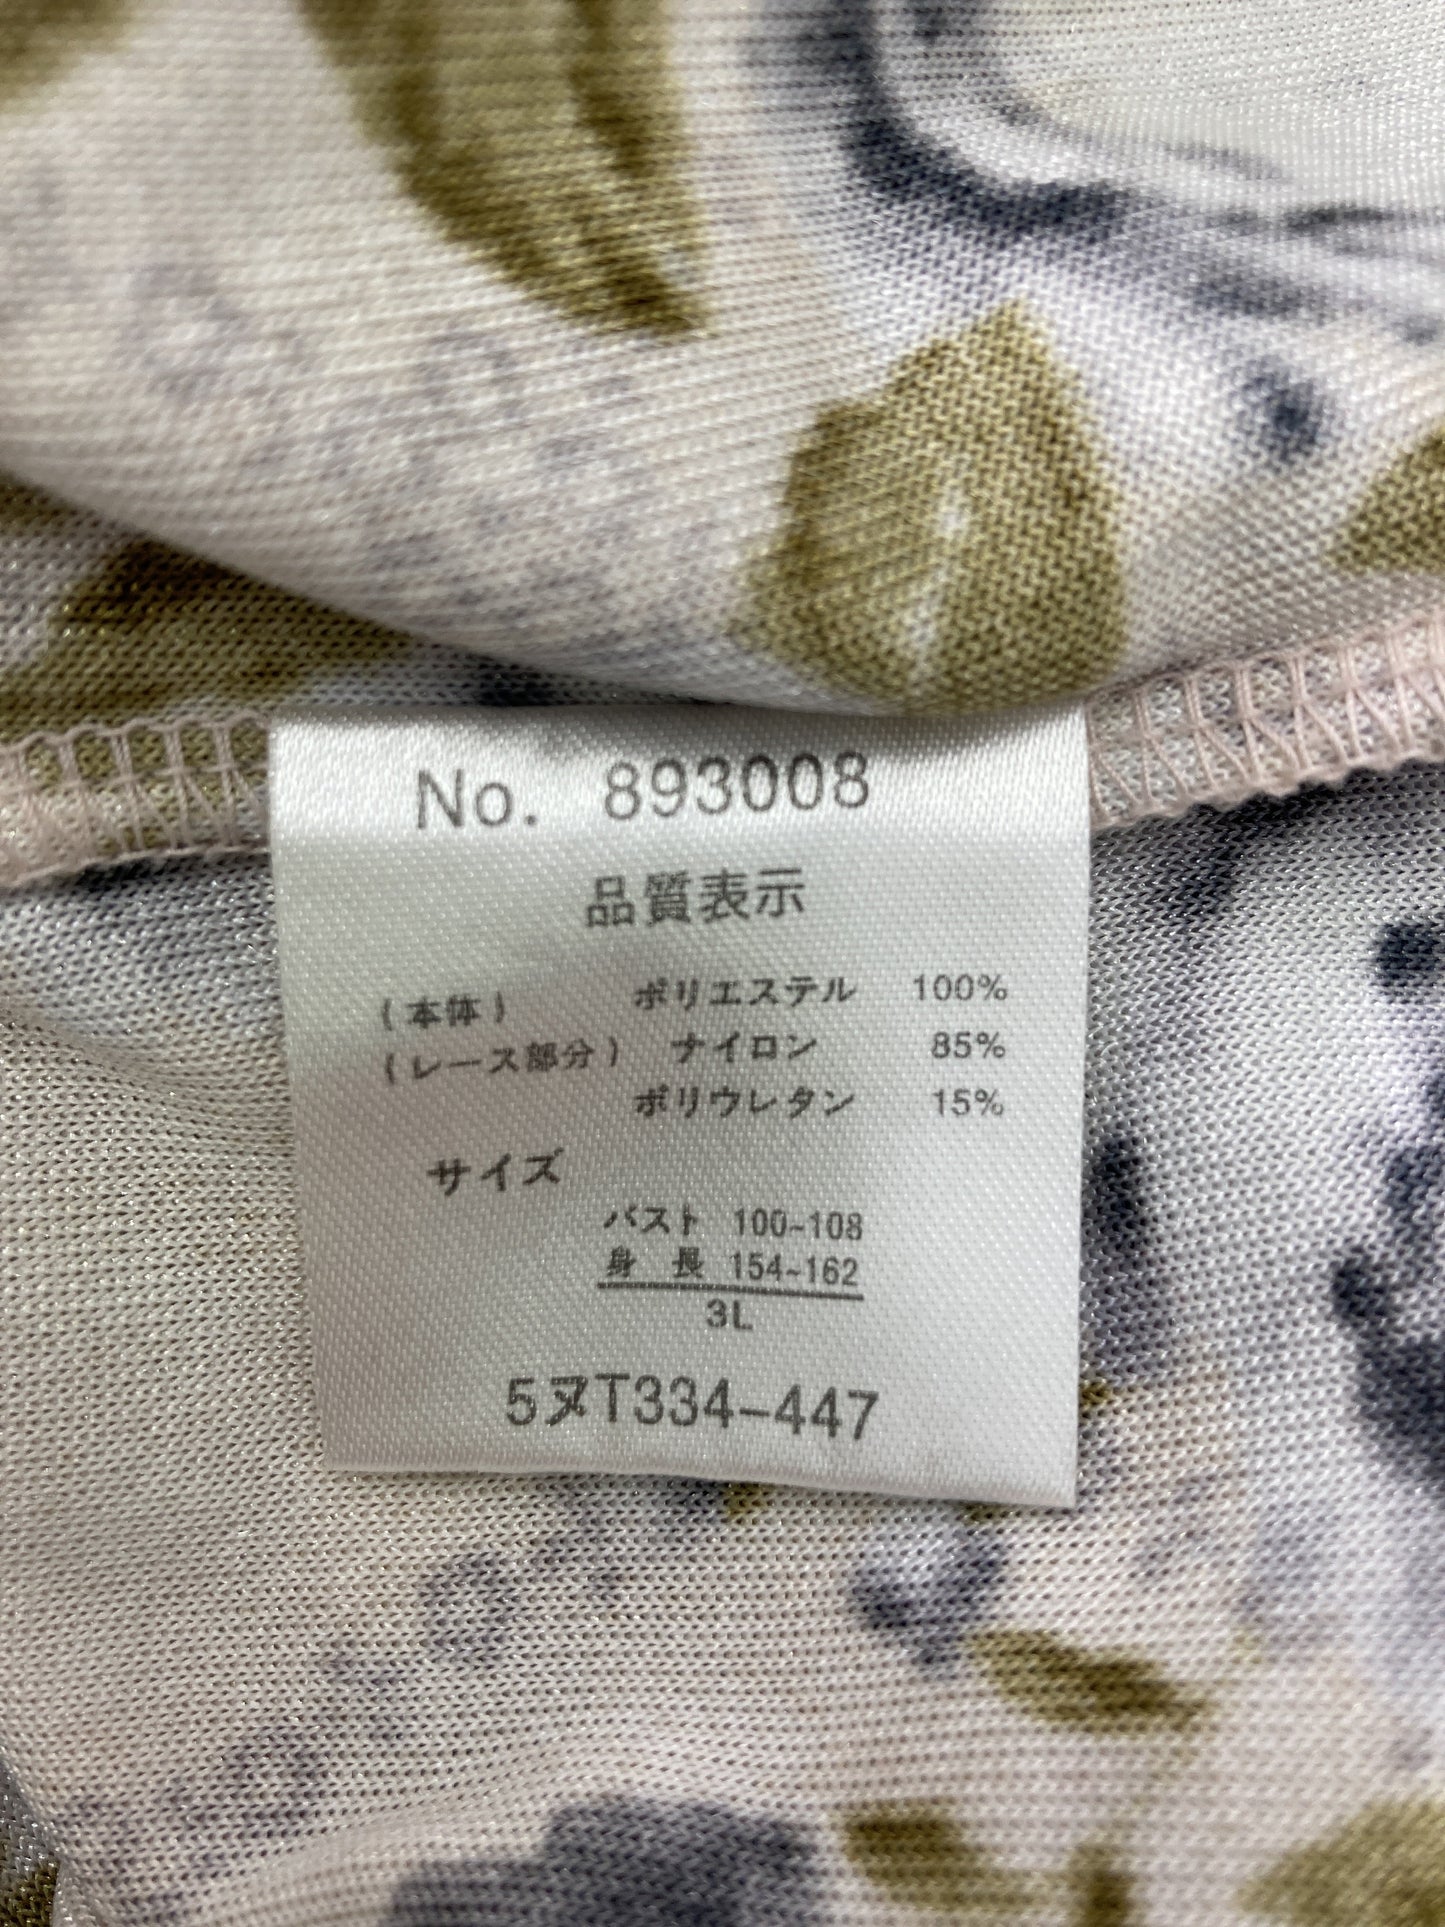 No. 893008
品質表示
(本体) ポリエステル 100%
(レース部分) ナイロン 85%
ポリウレタン 15%
サイズ
バスト 100-108
身長 154~162
3L
5ヌT334-447